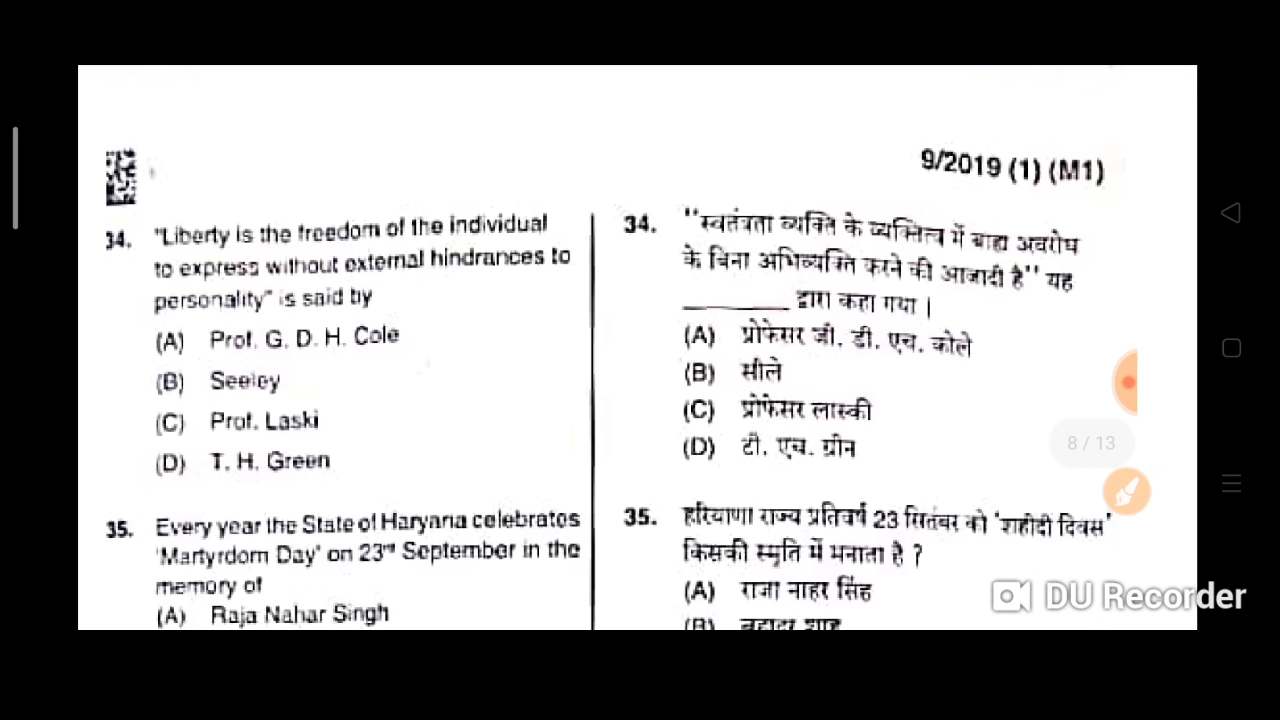 9/2019 (1) (M1)
34. "Liberty is the freedom of the individual
to express without external hindrances to
personality" is said by
(A) Prof. G. D. H. Cole
(B) Seeley
(C) Prof. Laski
(D) T. H. Green
35. Every year the State of Haryana celebrates
'Martyrdom Day' on 23rd September in the
memory of
(A) Raja Nahar Singh
34. "स्वतंत्रता व्यक्ति के व्यक्तित्व में बाह्य अवरोध
के बिना अभिव्यक्ति करने की आजादी है" यह
________ द्वारा कहा गया |
(A) प्रोफेसर जी. डी. एच. कोले
(B) सीले
(C) प्रोफेसर लास्की
(D) टी. एच. ग्रीन
35. हरियाणा राज्य प्रतिवर्ष 23 सितंबर को 'शहीदी दिवस'
किसकी स्मृति में मनाता है ?
(A) राजा नाहर सिंह
(B)
8 / 13
DU Recorder